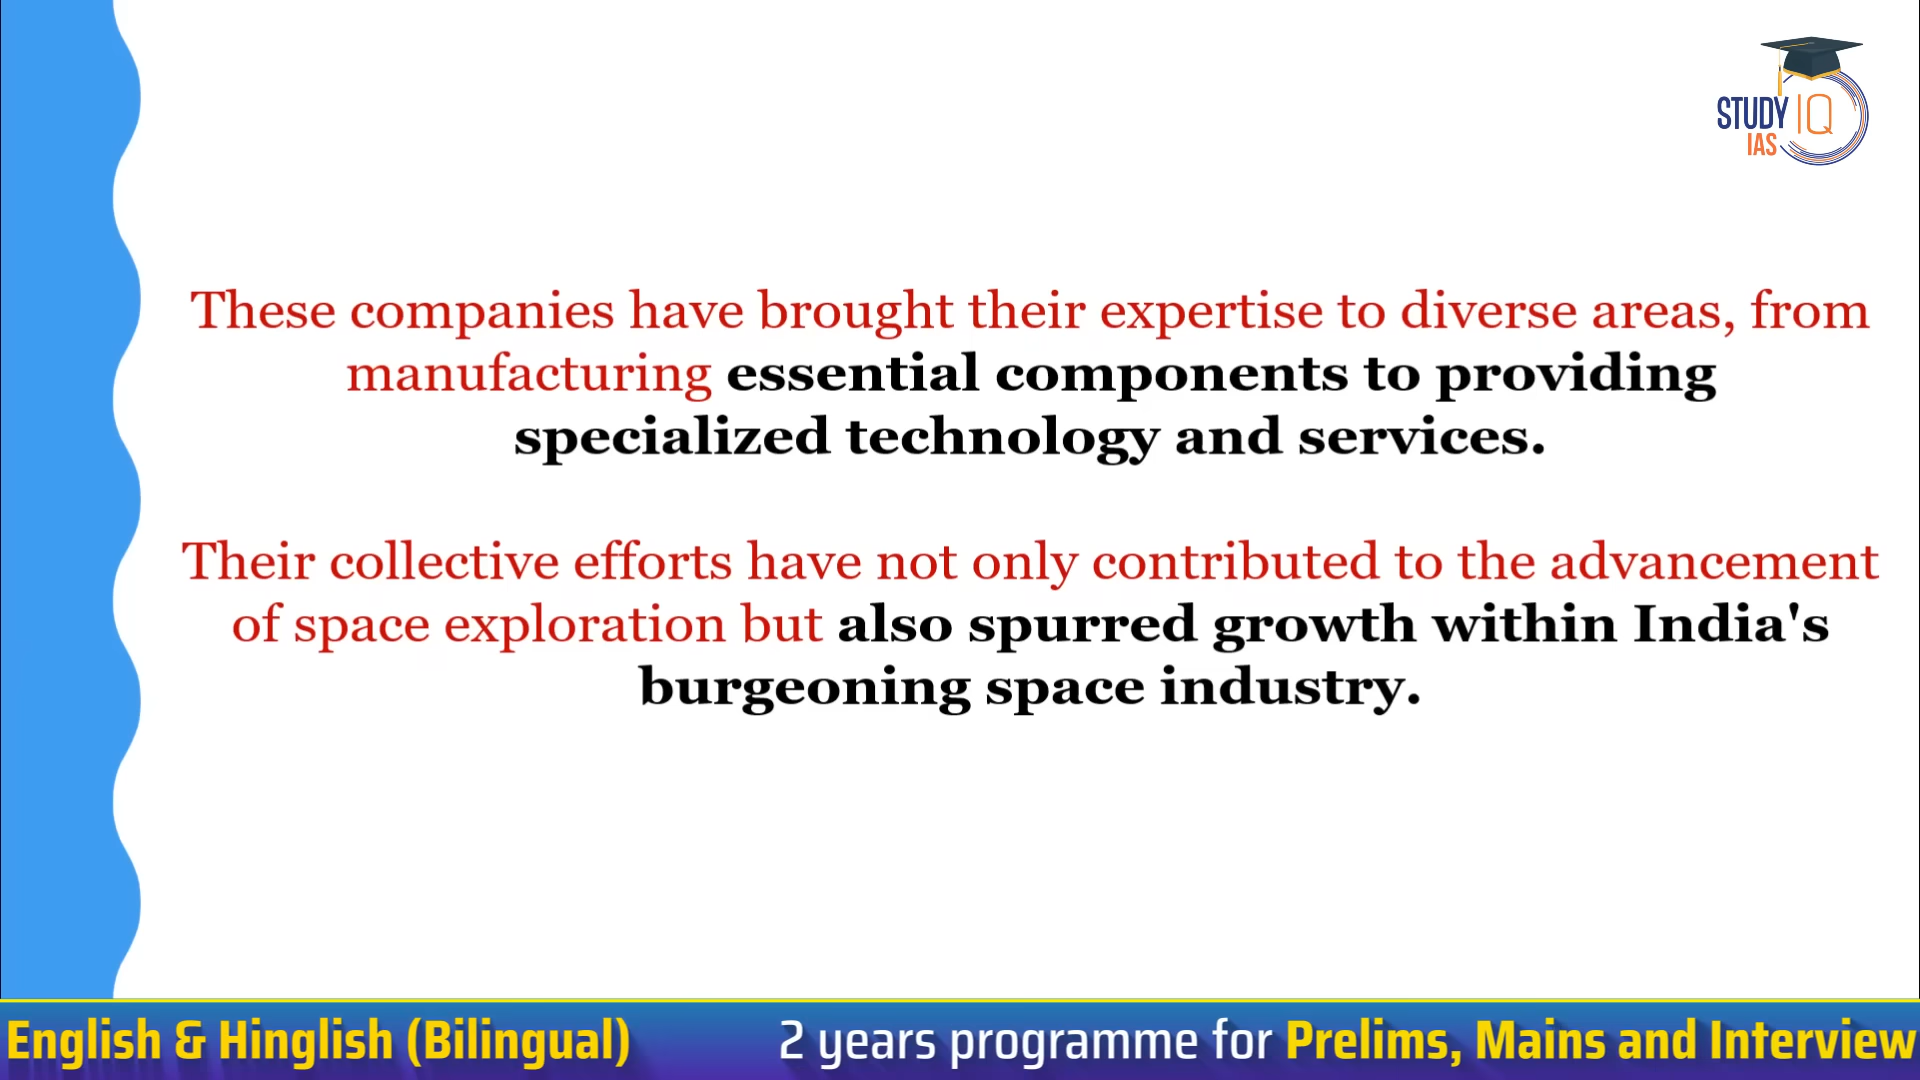 STUDY IQ
IAS
These companies have brought their expertise to diverse areas, from
manufacturing essential components to providing
specialized technology and services.
Their collective efforts have not only contributed to the advancement
of space exploration but also spurred growth within India's
burgeoning space industry.
English & Hinglish (Bilingual) 2 years programme for Prelims, Mains and Interview